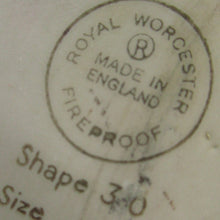 ROYAL WORCESTER
®
MADE IN
ENGLAND
FIREPROOF
Shape 3.0
Size